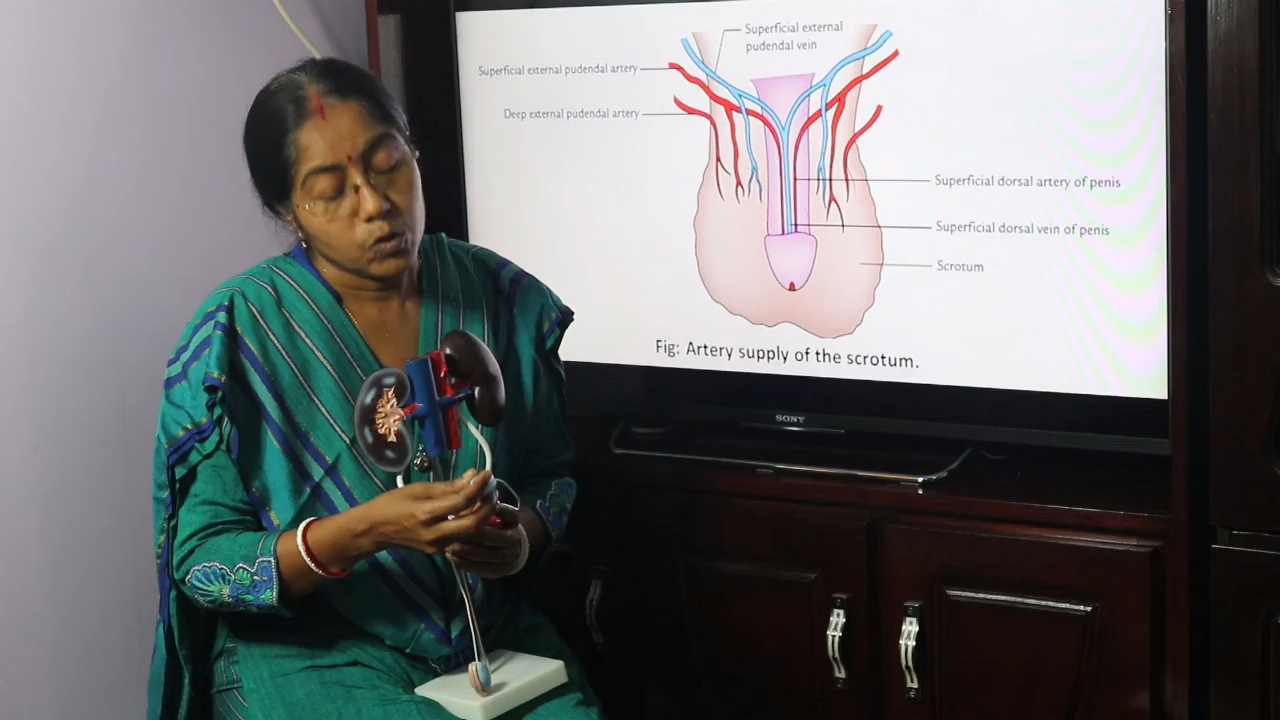 Superficial external
pudendal vein
Superficial external pudendal artery
Deep external pudendal artery
Superficial dorsal artery of penis
Superficial dorsal vein of penis
Scrotum
Fig: Artery supply of the scrotum.
SONY